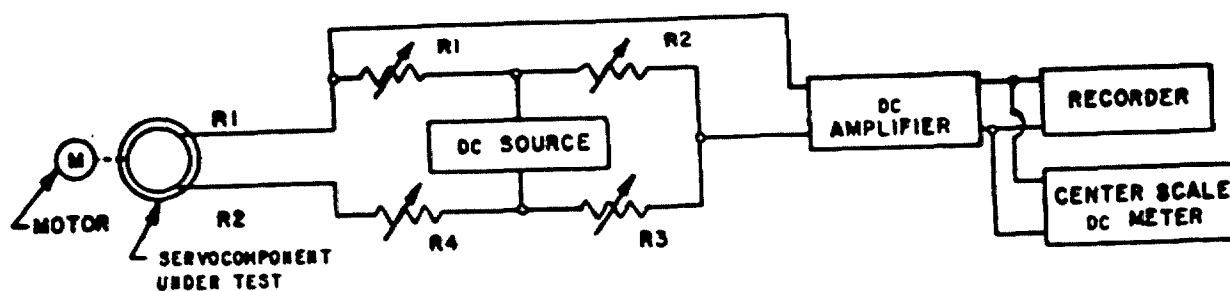 R1
R2
R1
DC
AMPLIFIER
RECORDER
M
DC SOURCE
MOTOR
R2
R4
R3
CENTER SCALE
DC METER
SERVOCOMPONENT
UNDER TEST